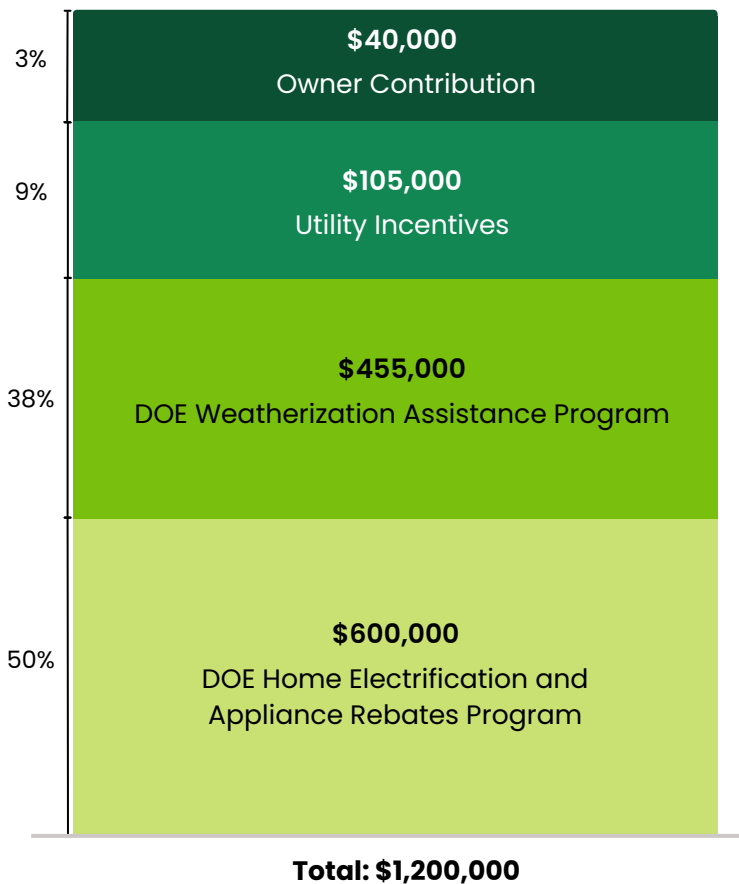 3%
$40,000
Owner Contribution
9%
$105,000
Utility Incentives
38%
$455,000
DOE Weatherization Assistance Program
50%
$600,000
DOE Home Electrification and
Appliance Rebates Program
Total: $1,200,000